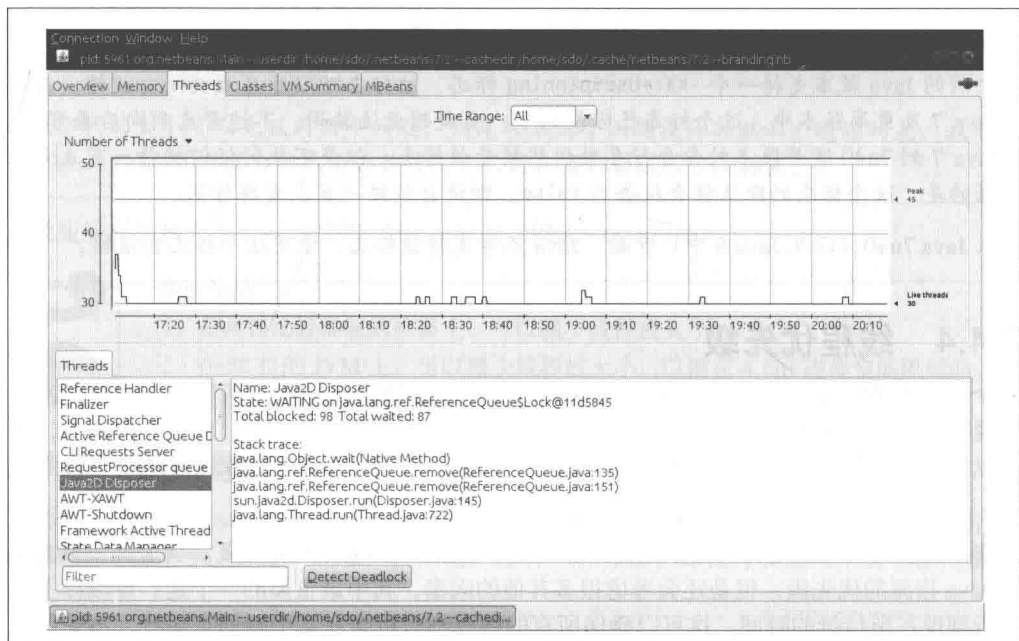 Connection Window Help
pid: 5961 org.netbeans.Main --userdir /home/sdo/.netbeans/7.2 --cachedir /home/sdo/.cache/netbeans/7.2 --branding nb
Overview Memory Threads Classes VM Summary MBeans
Time Range: All
Number of Threads
50
40
30
Peak
45
Live threads
30
17:20 17:30 17:40 17:50 18:00 18:10 18:20 18:30 18:40 18:50 19:00 19:10 19:20 19:30 19:40 19:50 20:00 20:10
Threads
Reference Handler
Finalizer
Signal Dispatcher
Active Reference Queue D
CLI Requests Server
RequestProcessor queue
Java2D Disposer
AWT-XAWT
AWT-Shutdown
Framework Active Thread
State Data Manager
Name: Java2D Disposer
State: WAITING on java.lang.ref.ReferenceQueue$Lock@11d5845
Total blocked: 98 Total waited: 87
Stack trace:
java.lang.Object.wait(Native Method)
java.lang.ref.ReferenceQueue.remove(ReferenceQueue.java:135)
java.lang.ref.ReferenceQueue.remove(ReferenceQueue.java:151)
sun.java2d.Disposer.run(Disposer.java:145)
java.lang.Thread.run(Thread.java:722)
Filter
Detect Deadlock
pid: 5961 org.netbeans.Main --userdir /home/sdo/.netbeans/7.2 --cachedi...